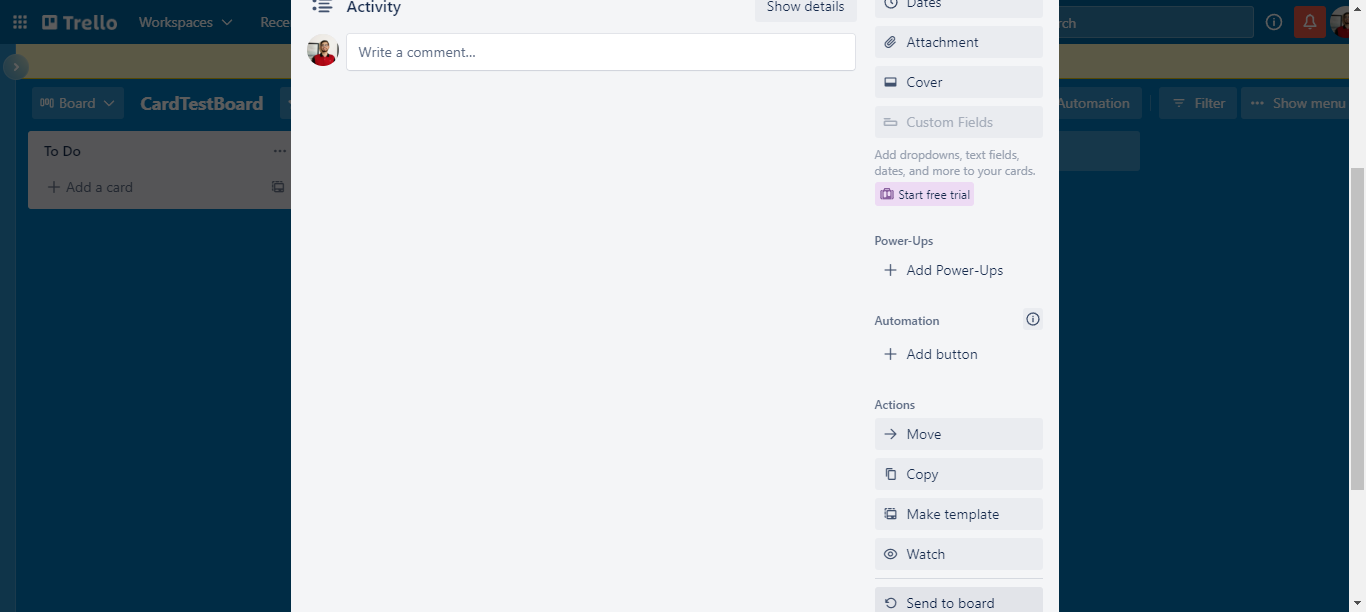 Trello
Workspaces
Rece
rch
Board
CardTestBoard
Automation
Filter
Show menu
To Do
Add a card
Activity
Show details
Write a comment…
Dates
Attachment
Cover
Custom Fields
Add dropdowns, text fields,
dates, and more to your cards.
Start free trial
Power-Ups
Add Power-Ups
Automation
Add button
Actions
Move
Copy
Make template
Watch
Send to board